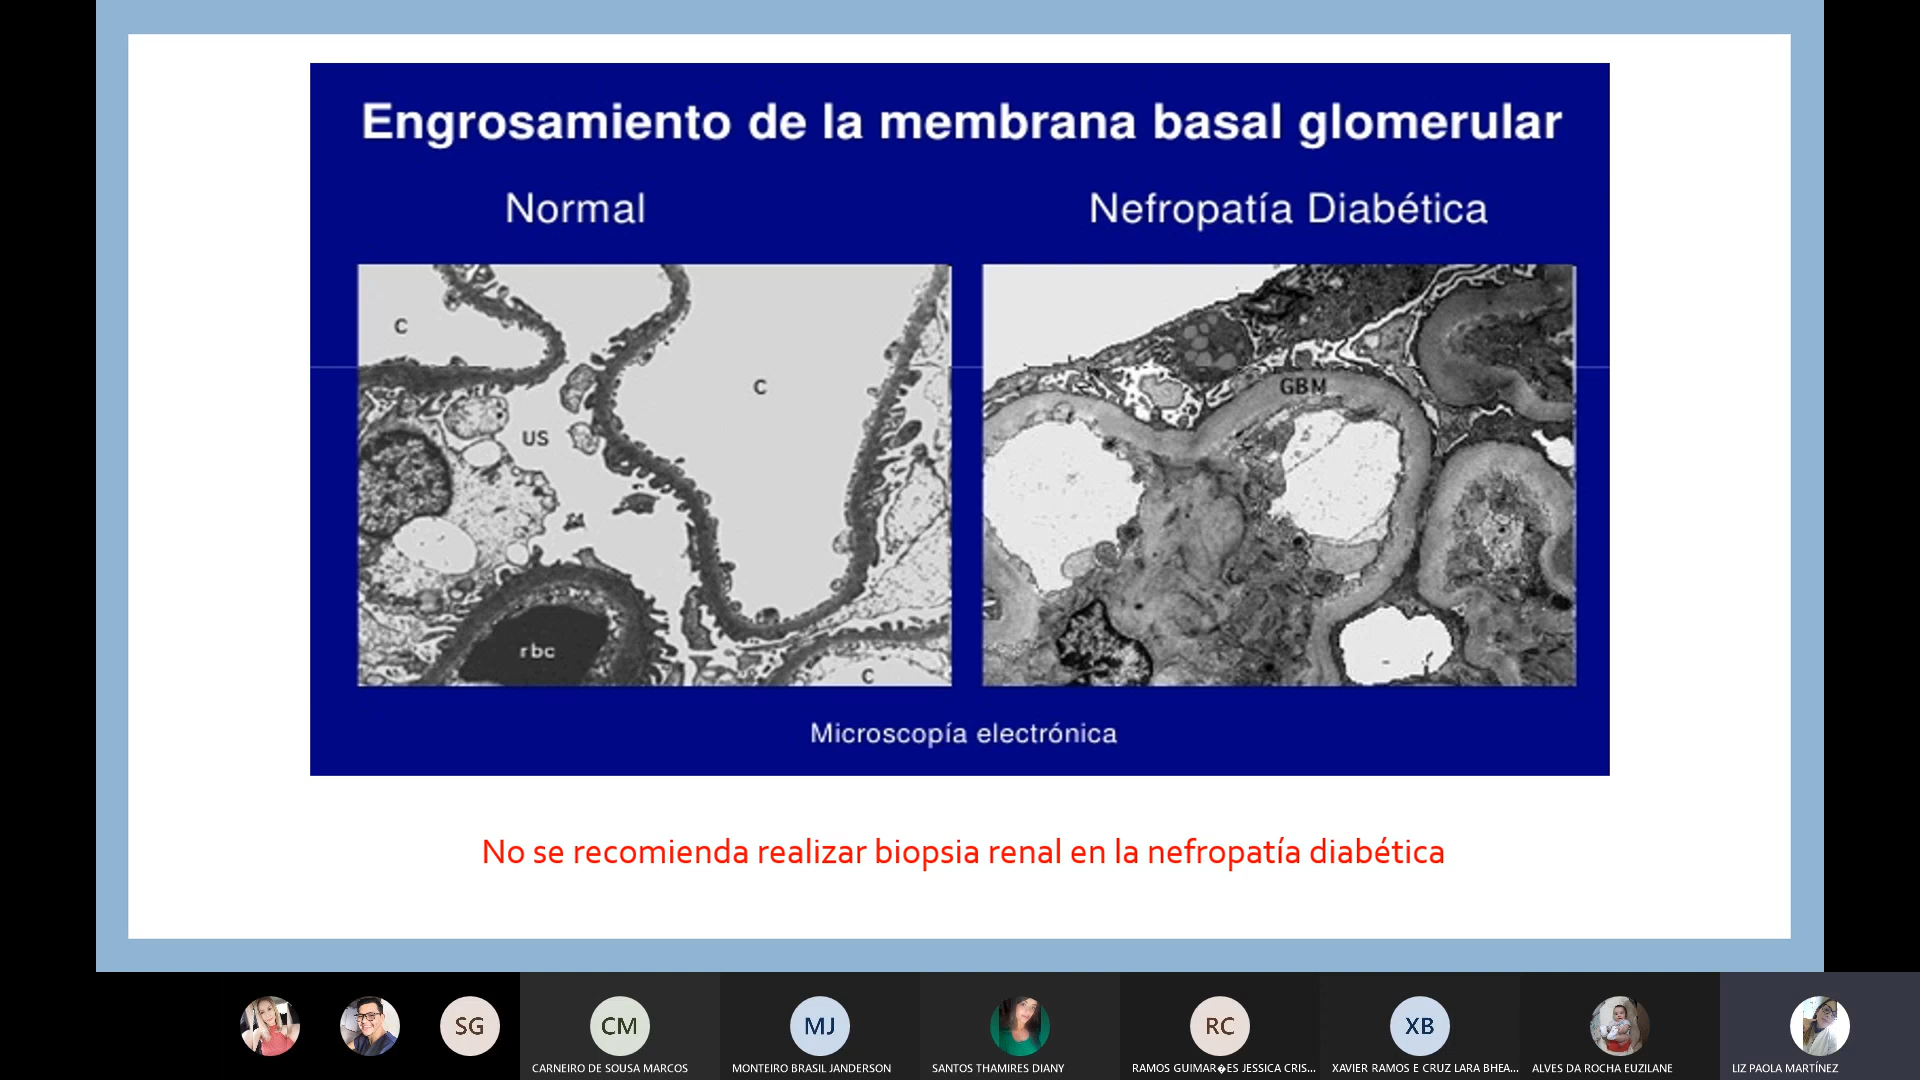 Engrosamiento de la membrana basal glomerular
Normal
Nefropatía Diabética
C
C
US
rbc
C
GBM
Microscopía electrónica
No se recomienda realizar biopsia renal en la nefropatía diabética
SG
CM
MJ
RC
XB
CARNEIRO DE SOUSA MARCOS
MONTEIRO BRASIL JANDERSON
SANTOS THAMIRES DIANY
RAMOS GUIMAR�ES JESSICA CRIS...
XAVIER RAMOS E CRUZ LARA BHEA...
ALVES DA ROCHA EUZILANE
LIZ PAOLA MARTÍNEZ